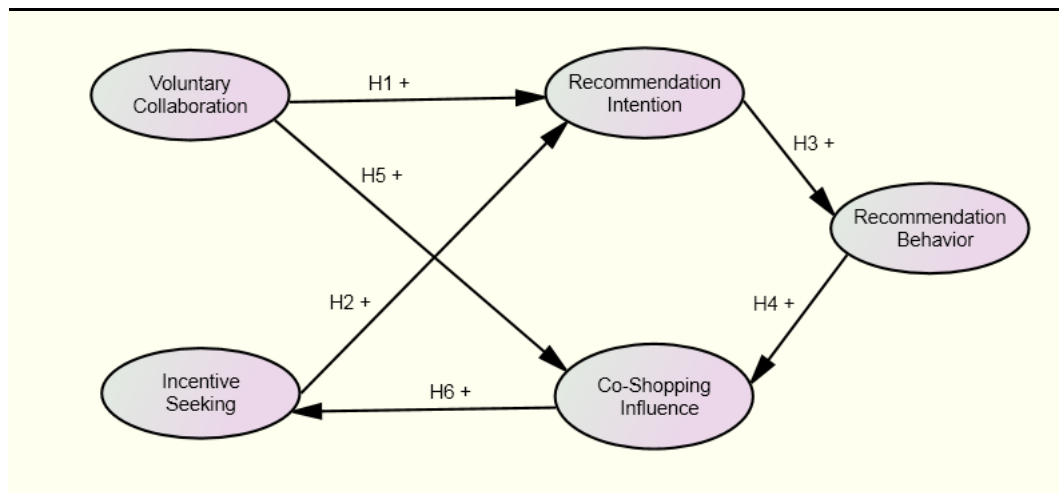 Voluntary
Collaboration
H1 +
Recommendation
Intention
H3 +
H5 +
Recommendation
Behavior
H2 +
H4 +
Incentive
Seeking
H6 +
Co-Shopping
Influence